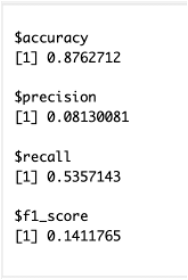 $accuracy
[1] 0.8762712
$precision
[1] 0.08130081
$recall
[1] 0.5357143
$f1_score
[1] 0.1411765